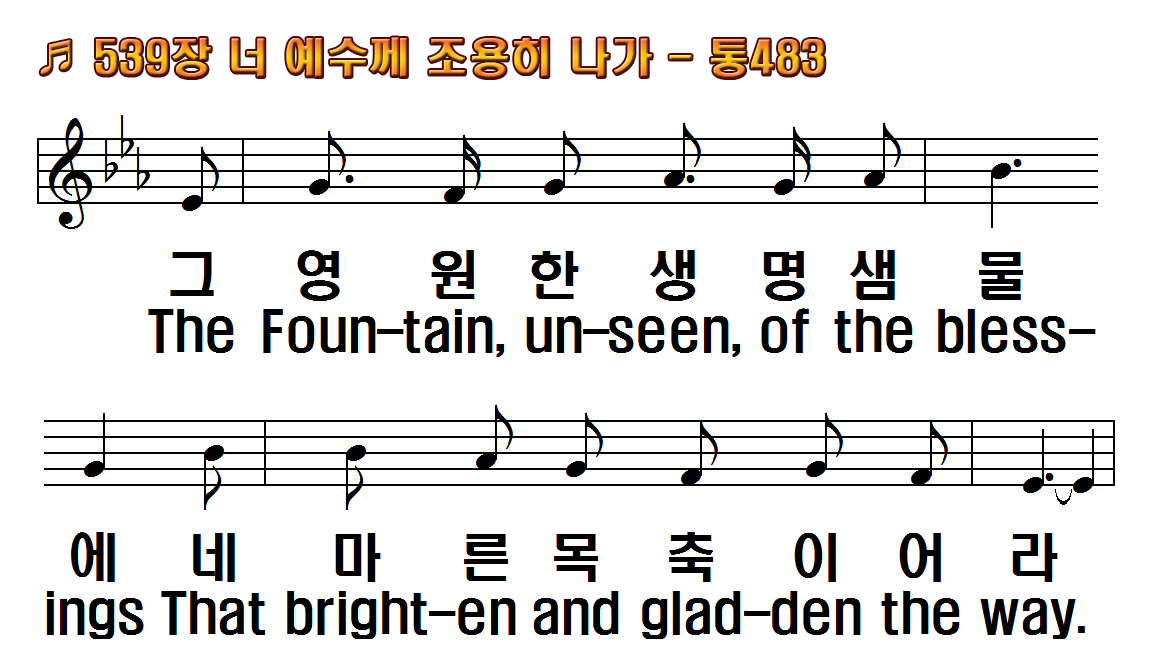 ♬ 539장 너 예수께 조용히 나가 - 통483
그 영 원 한 생 명 샘 물
The Foun-tain, un-seen, of the bless-
에 네 마 른 목 축 이 어 라
ings That bright-en and glad-den the way.